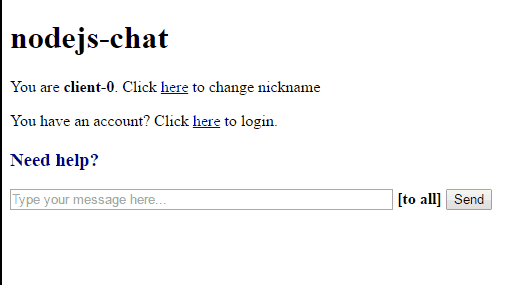 nodejs-chat
You are client-0. Click here to change nickname
You have an account? Click here to login.
Need help?
Type your message here... [to all] Send